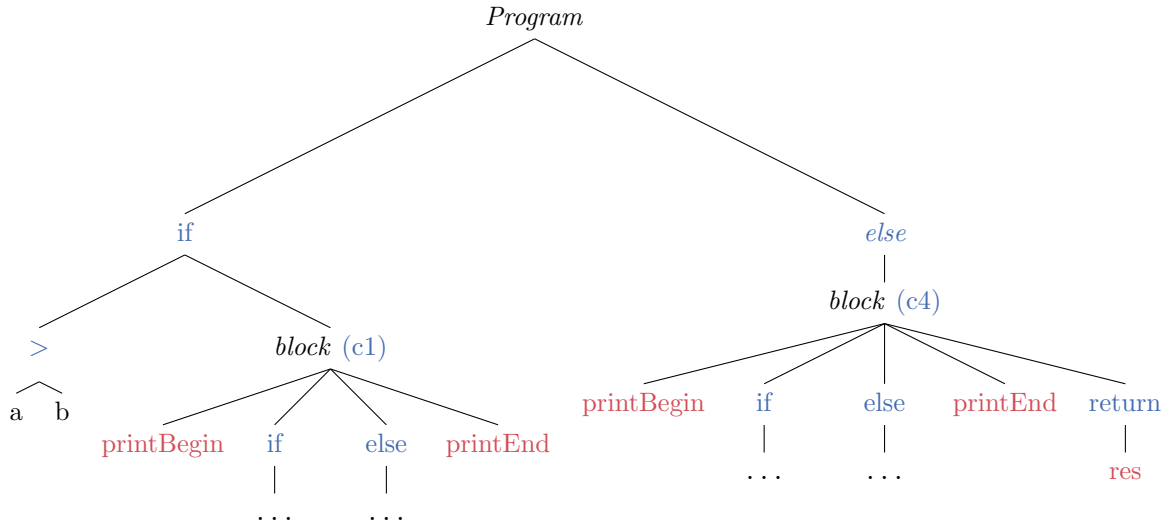 Program
if else
block (c4)
> block (c1)
a b printBegin if else printEnd return
printBegin if else printEnd
... ... res
... ...